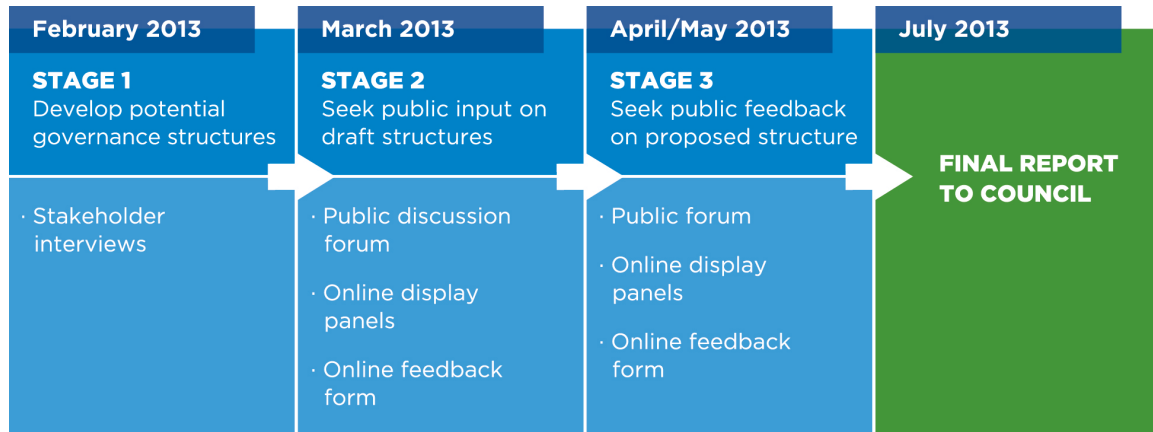 February 2013
STAGE 1
Develop potential
governance structures
· Stakeholder
interviews
March 2013
STAGE 2
Seek public input on
draft structures
· Public discussion
forum
· Online display
panels
· Online feedback
form
April/May 2013
STAGE 3
Seek public feedback
on proposed structure
· Public forum
· Online display
panels
· Online feedback
form
July 2013
FINAL REPORT
TO COUNCIL